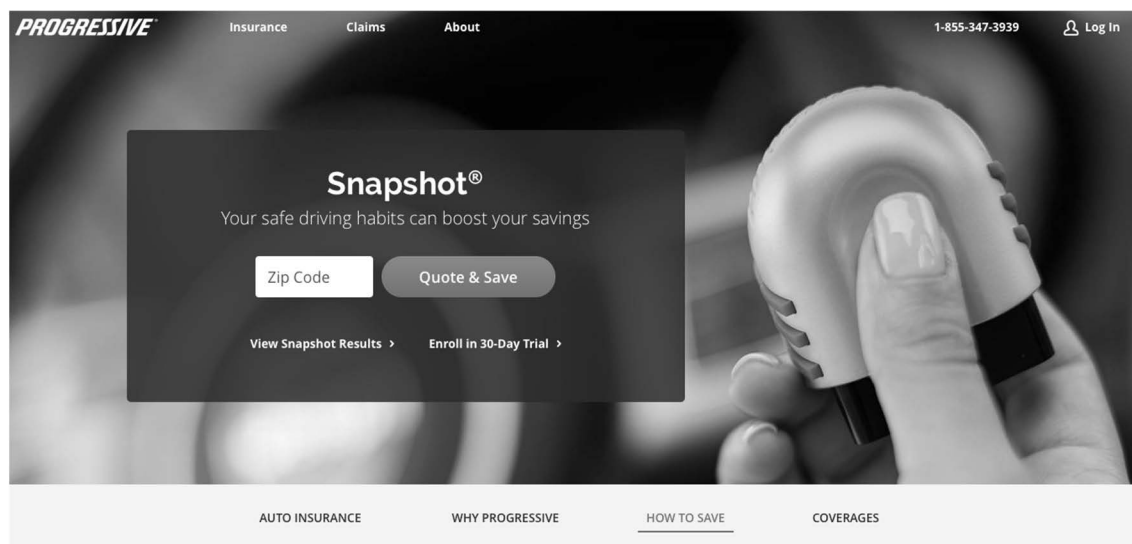 PROGRESSIVE® Insurance Claims About 1-855-347-3939 Log In
Snapshot®
Your safe driving habits can boost your savings
Zip Code Quote & Save
View Snapshot Results › Enroll in 30-Day Trial ›
AUTO INSURANCE WHY PROGRESSIVE HOW TO SAVE COVERAGES